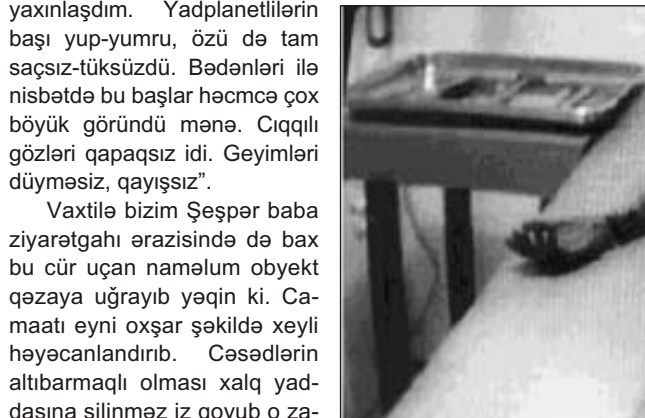 yaxınlaşdım. Yadplanetlilərin
başı yup-yumru, özü də tam
saçsız-tüksüzdü. Bədənləri ilə
nisbətdə bu başlar həcmcə çox
böyük göründü mənə. Cıqqılı
gözləri qapaqsız idi. Geyimləri
düyməsiz, qayışsız”.
Vaxtilə bizim Şeşpər baba
ziyarətgahı ərazisində də bax
bu cür uçan naməlum obyekt
qəzaya uğrayıb yəqin ki. Ca-
maatı eyni oxşar şəkildə xeyli
həyəcanlandırıb. Cəsədlərin
altıbarmaqlı olması xalq yad-
daşına silinməz iz qoyub o za-